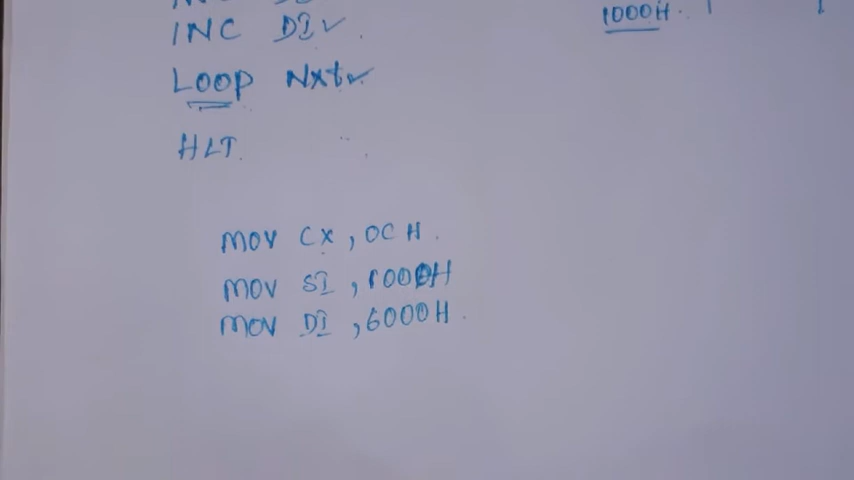 INC DI ✓.
1000H.
LOOP Nxt ✓
HLT.
MOV CX, 0CH.
MOV SI, 1000H
MOV DI, 6000H.